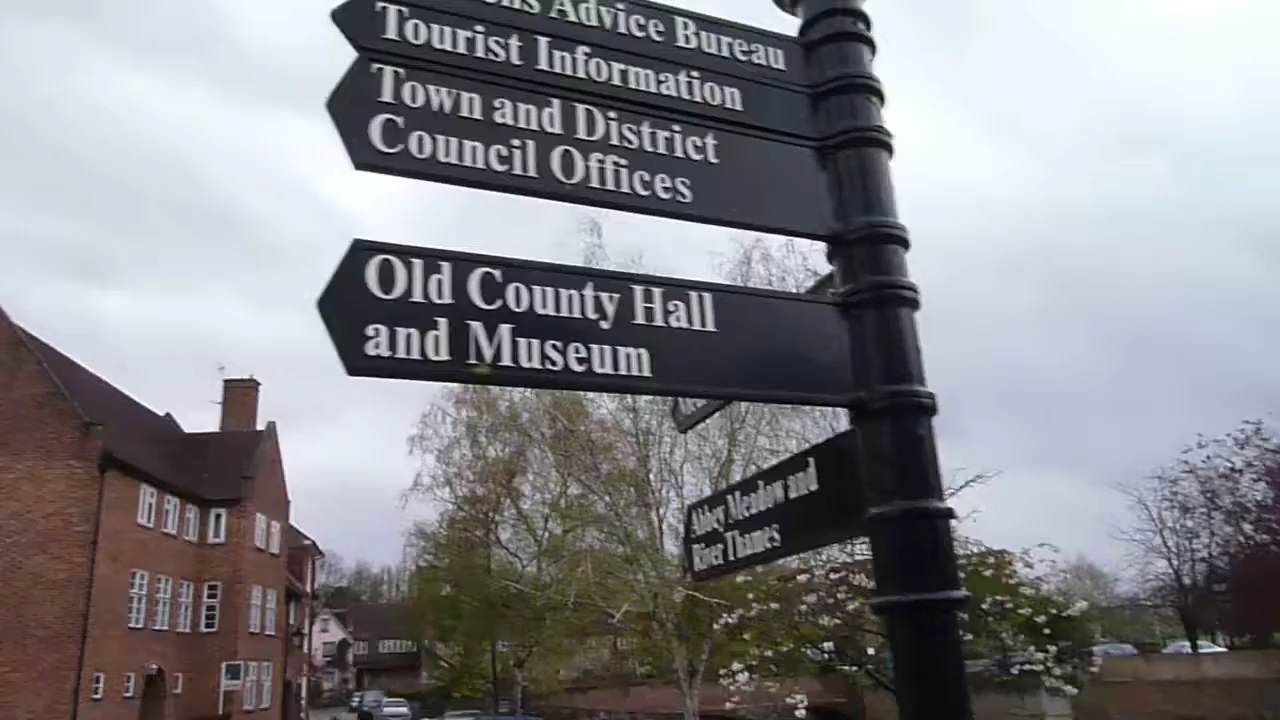 Advice Bureau
Tourist Information
Town and District
Council Offices
Old County Hall
and Museum
Abbey Meadow and
River Thames